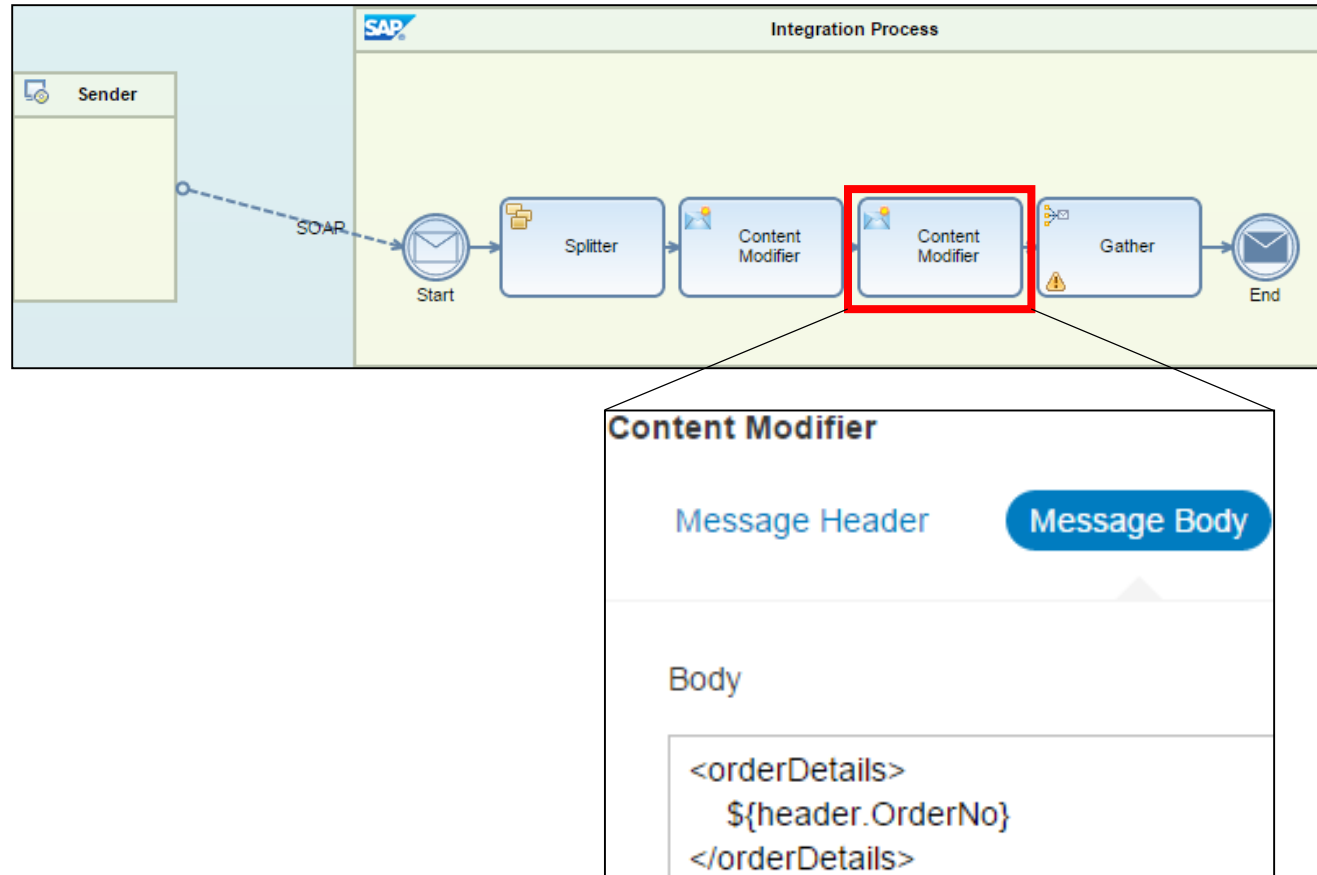 SAP
Integration Process
Sender
SOAP
Start
Splitter
Content
Modifier
Content
Modifier
Gather
End
Content Modifier
Message Header
Message Body
Body
<orderDetails>
${header.OrderNo}
</orderDetails>